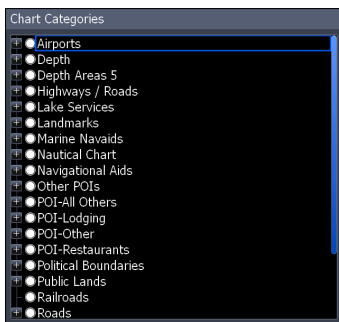 Chart Categories
Airports
Depth
Depth Areas 5
Highways / Roads
Lake Services
Landmarks
Marine Navaids
Nautical Chart
Navigational Aids
Other POIs
POI-All Others
POI-Lodging
POI-Other
POI-Restaurants
Political Boundaries
Public Lands
Railroads
Roads